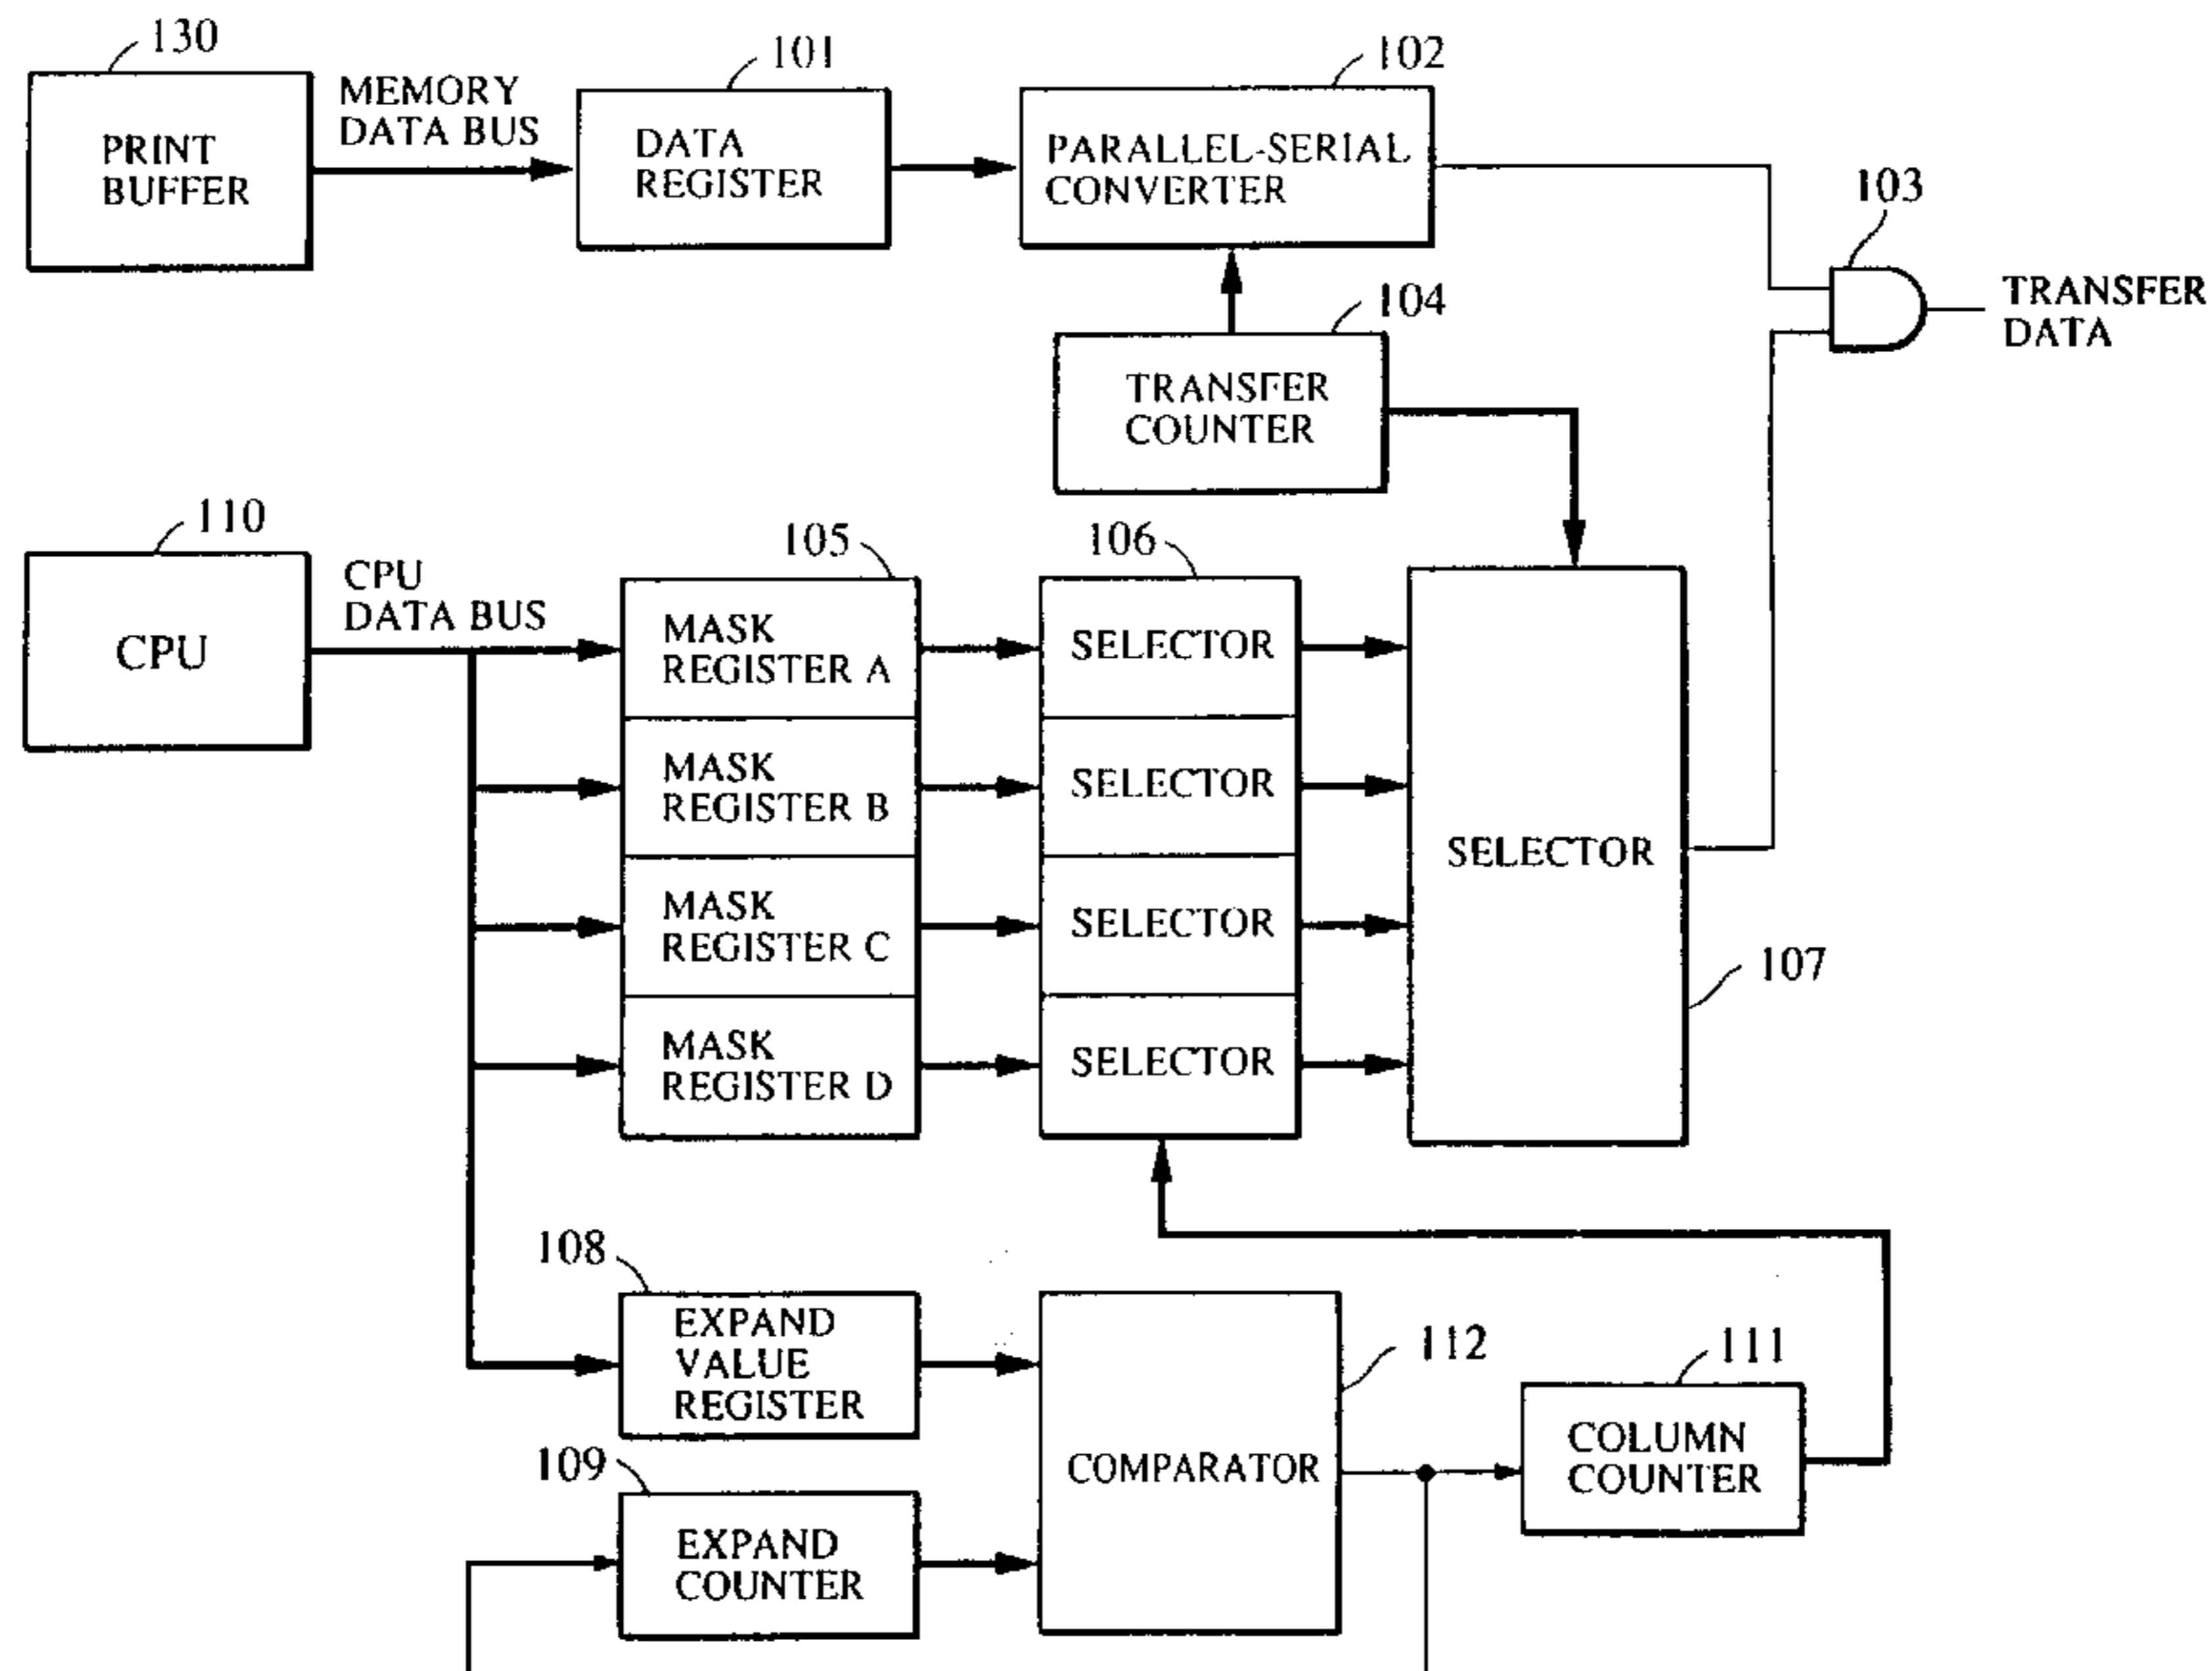 130
PRINT
BUFFER
MEMORY
DATA BUS
101
DATA
REGISTER
102
PARALLEL-SERIAL
CONVERTER
103
TRANSFER
DATA
104
TRANSFER
COUNTER
110
CPU
CPU
DATA BUS
105
MASK
REGISTER A
MASK
REGISTER B
MASK
REGISTER C
MASK
REGISTER D
106
SELECTOR
SELECTOR
SELECTOR
SELECTOR
SELECTOR
107
108
EXPAND
VALUE
REGISTER
109
EXPAND
COUNTER
COMPARATOR
112
111
COLUMN
COUNTER